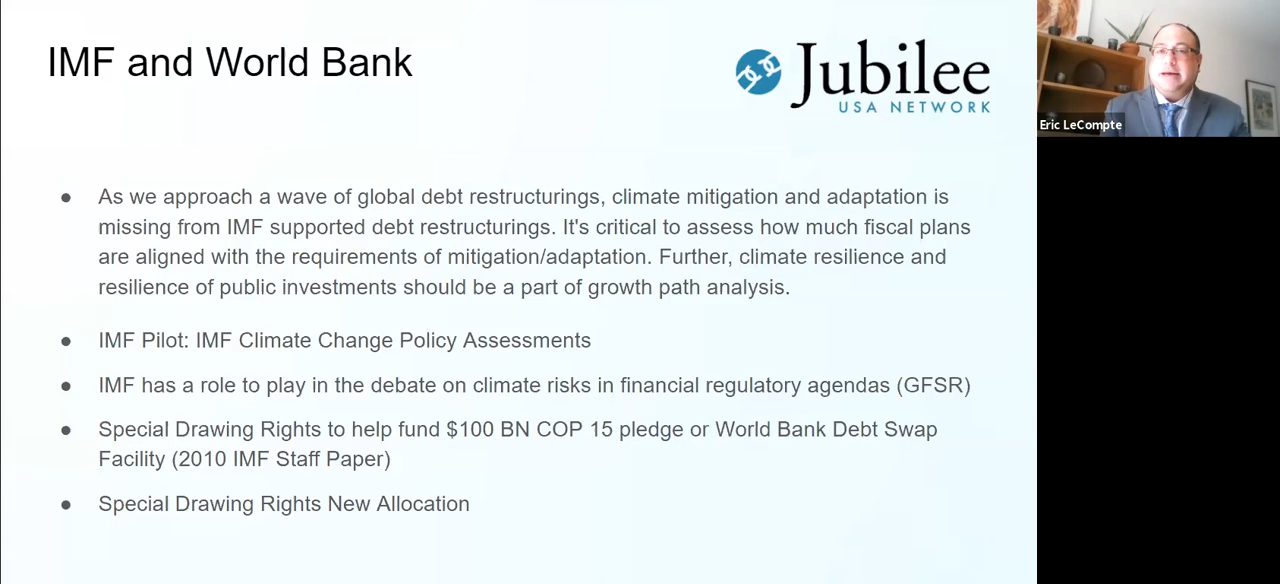 IMF and World Bank
Jubilee
USA NETWORK
Eric LeCompte
● As we approach a wave of global debt restructurings, climate mitigation and adaptation is
missing from IMF supported debt restructurings. It's critical to assess how much fiscal plans
are aligned with the requirements of mitigation/adaptation. Further, climate resilience and
resilience of public investments should be a part of growth path analysis.
● IMF Pilot: IMF Climate Change Policy Assessments
● IMF has a role to play in the debate on climate risks in financial regulatory agendas (GFSR)
● Special Drawing Rights to help fund $100 BN COP 15 pledge or World Bank Debt Swap
Facility (2010 IMF Staff Paper)
● Special Drawing Rights New Allocation